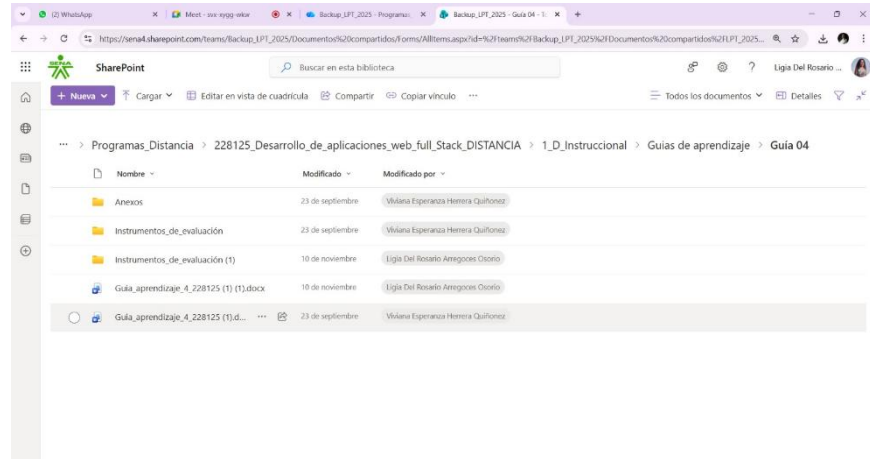 (2) WhatsApp
Meet - svx-xygg-wkw
Backup_LPT_2025 - Programas_
Backup_LPT_2025 - Guía 04 - T
https://sena4.sharepoint.com/teams/Backup_LPT_2025/Documentos%20compartidos/Forms/AllItems.aspx?id=%2Fteams%2FBackup_LPT_2025%2FDocumentos%20compartidos%2FLPT_2025...
SENA
SharePoint
Buscar en esta biblioteca
Ligia Del Rosario ...
+ Nueva
Cargar
Editar en vista de cuadrícula
Compartir
Copiar vínculo
...
Todos los documentos
Detalles
... > Programas_Distancia > 228125_Desarrollo_de_aplicaciones_web_full_Stack_DISTANCIA > 1_D_Instruccional > Guias de aprendizaje > Guía 04
Nombre Modificado Modificado por
Anexos 23 de septiembre Viviana Esperanza Herrera Quiñonez
Instrumentos_de_evaluación 23 de septiembre Viviana Esperanza Herrera Quiñonez
Instrumentos_de_evaluación (1) 10 de noviembre Ligia Del Rosario Arregoces Osorio
Guia_aprendizaje_4_228125 (1) (1).docx 10 de noviembre Ligia Del Rosario Arregoces Osorio
Guia_aprendizaje_4_228125 (1).d... ... 23 de septiembre Viviana Esperanza Herrera Quiñonez